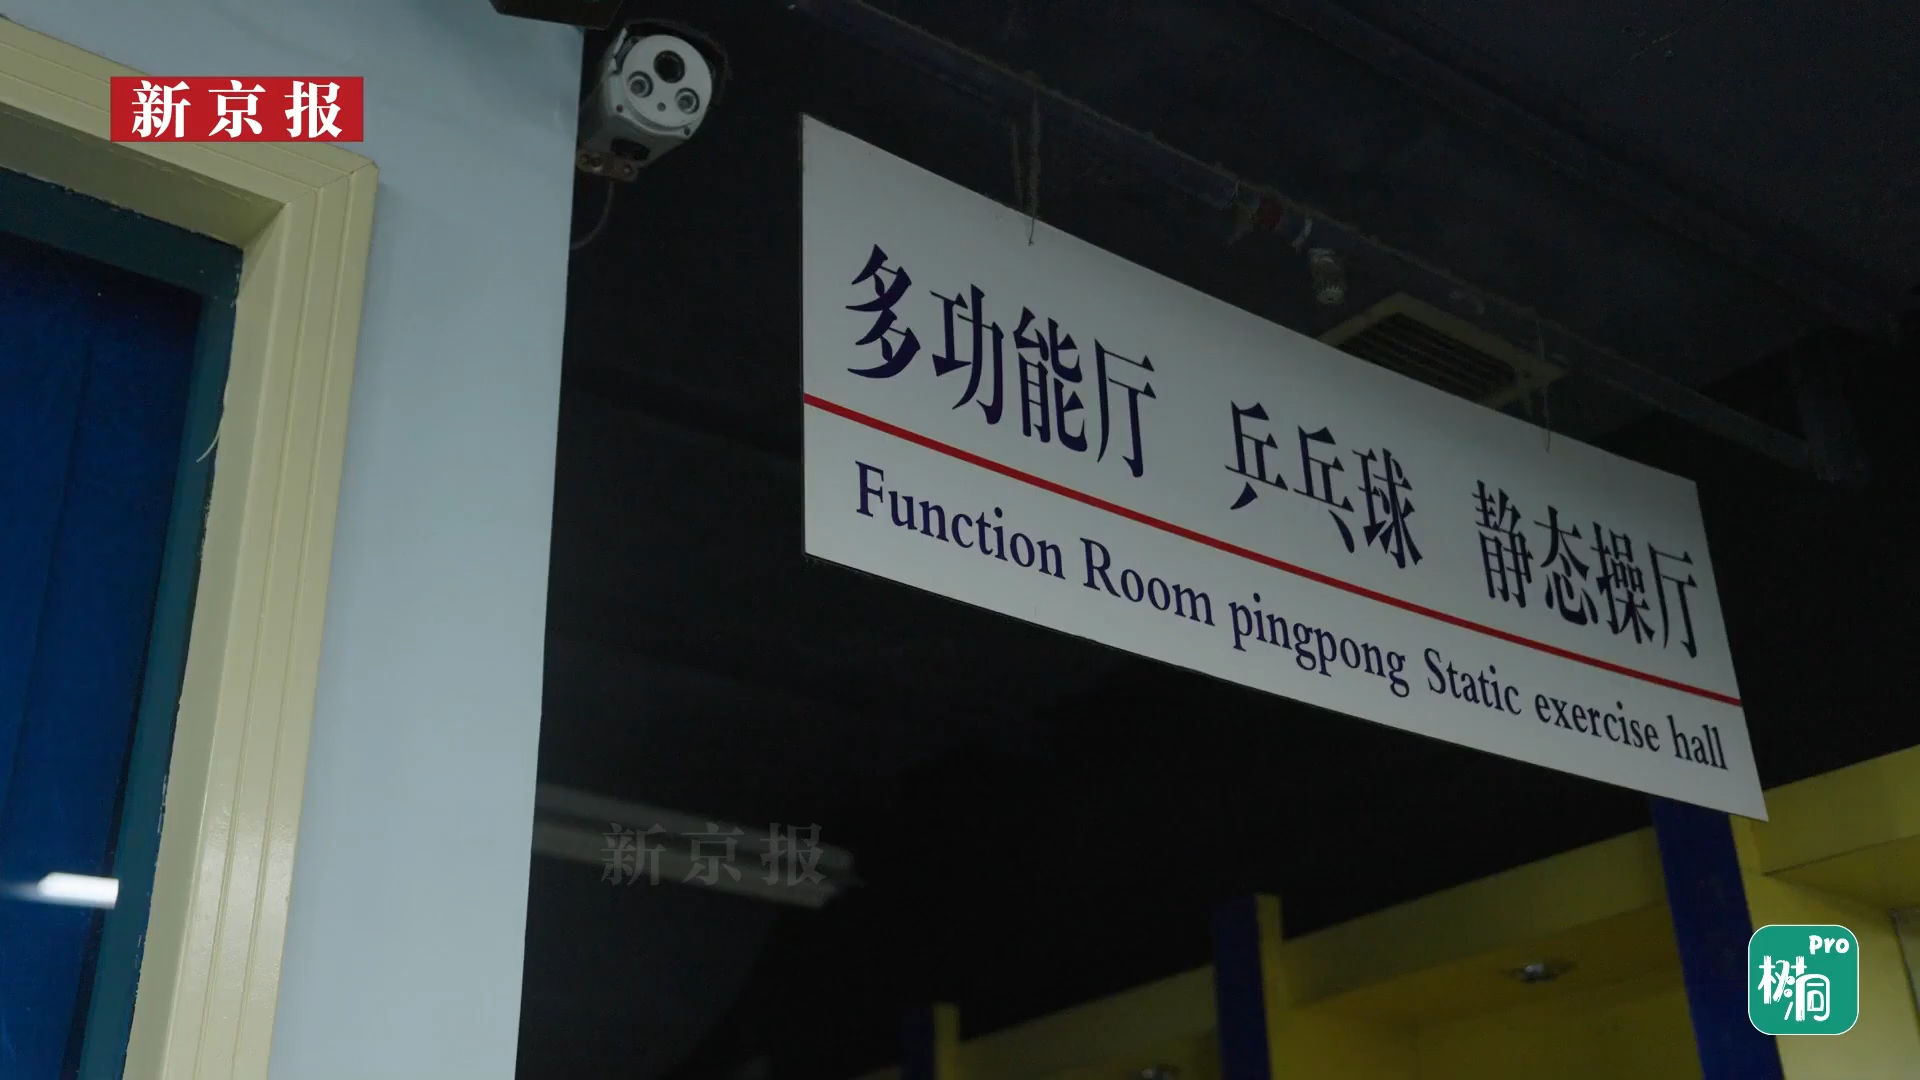 新京报
多功能厅 乒乓球 静态操厅
Function Room pingpong Static exercise hall
新京报
Pro
树洞